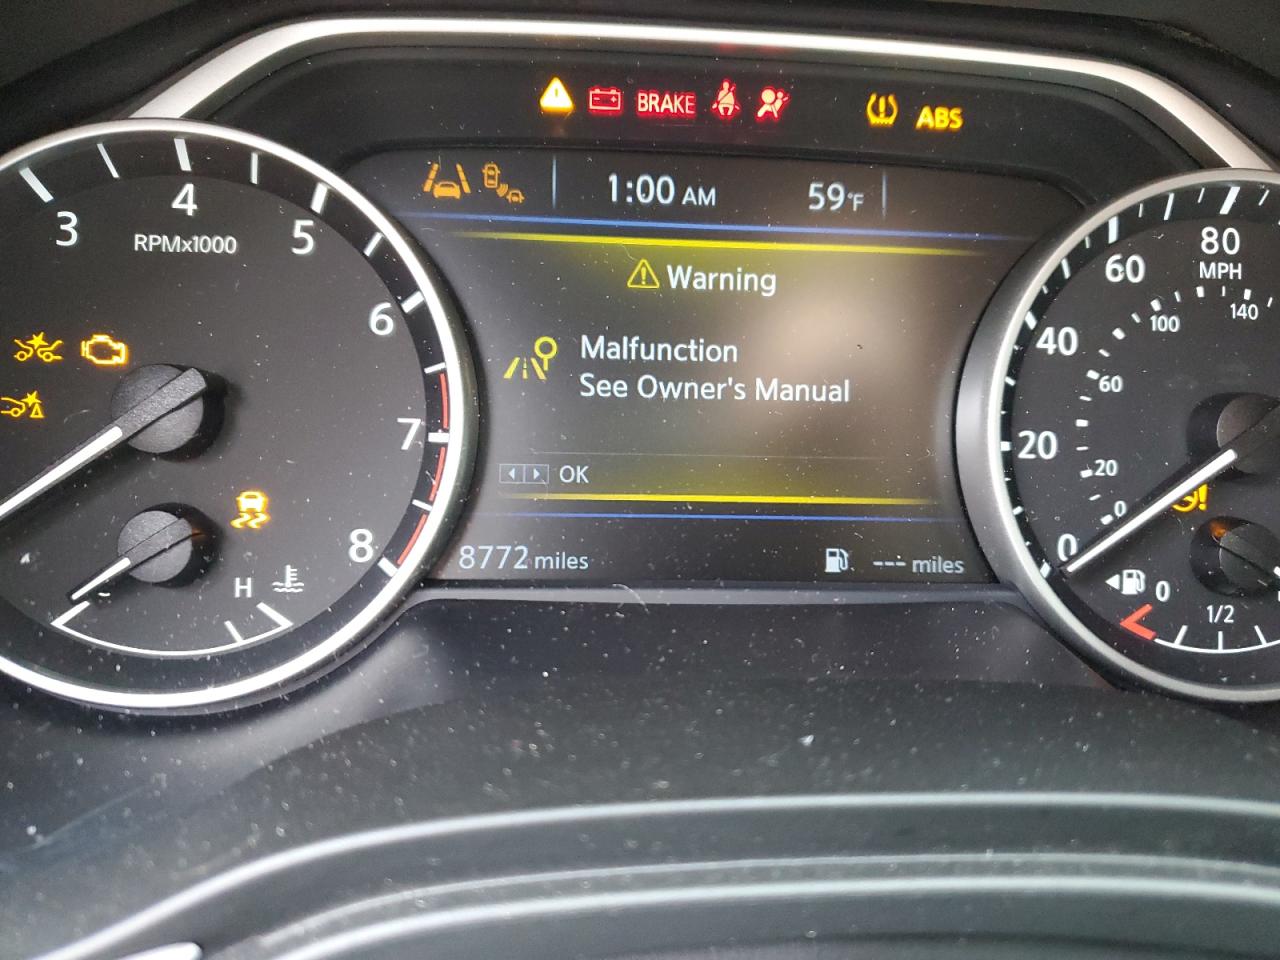 BRAKE
ABS
1:00 AM
59°F
Warning
Malfunction
See Owner's Manual
OK
8772 miles
--- miles
3
4
5
6
7
8
RPMx1000
H
80
MPH
60
40
20
0
140
100
60
20
0
0
1/2